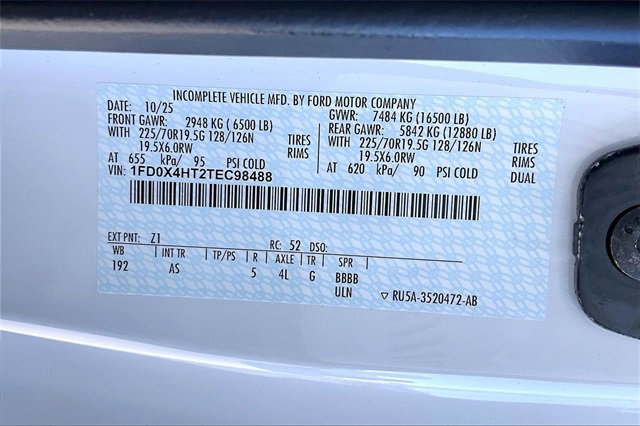 INCOMPLETE VEHICLE MFD. BY FORD MOTOR COMPANY
DATE: 10/25 GVWR: 7484 KG (16500 LB)
FRONT GAWR: 2948 KG ( 6500 LB) REAR GAWR: 5842 KG (12880 LB)
WITH 225/70R19.5G 128/126N TIRES WITH 225/70R19.5G 128/126N TIRES
19.5X6.0RW RIMS 19.5X6.0RW RIMS
AT 655 kPa/ 95 PSI COLD AT 620 kPa/ 90 PSI COLD DUAL
VIN: 1FD0X4HT2TEC98488
EXT PNT: Z1 RC: 52 DSO:
WB INT TR TP/PS R AXLE TR SPR
192 AS 5 4L G BBBB
ULN ▽ RU5A-3520472-AB